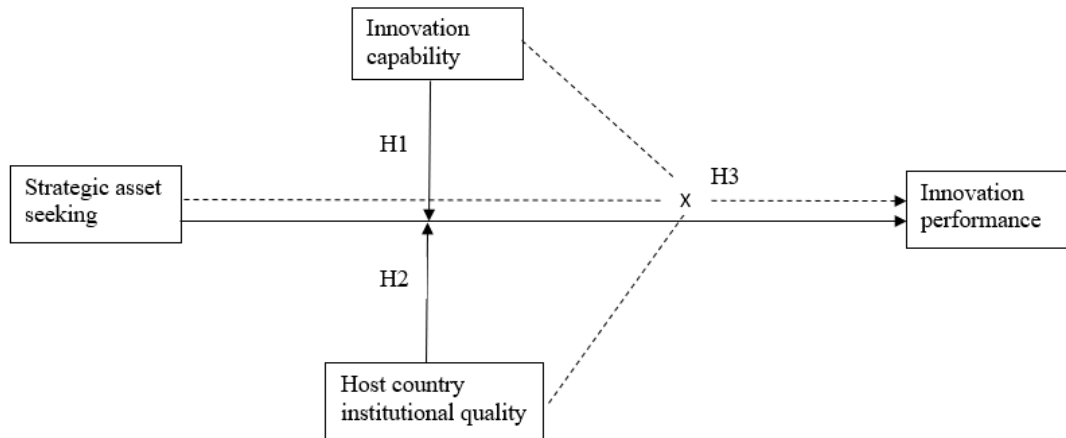 Innovation
capability
H1
Strategic asset
seeking
H3
X
Innovation
performance
H2
Host country
institutional quality